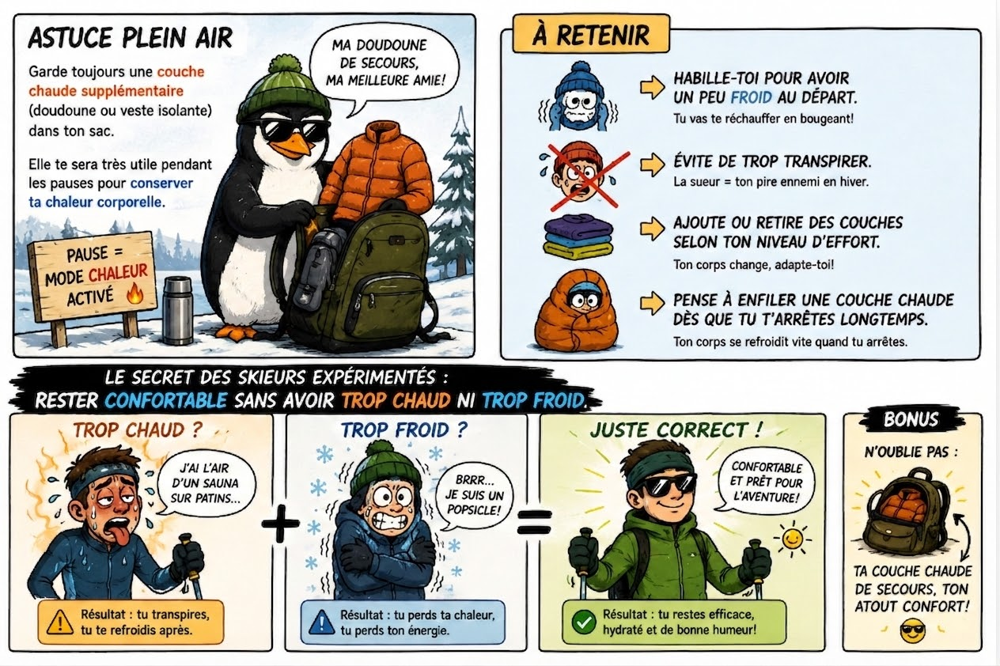 ASTUCE PLEIN AIR
Garde toujours une couche
chaude supplémentaire
(doudoune ou veste isolante)
dans ton sac.
Elle te sera très utile pendant
les pauses pour conserver
ta chaleur corporelle.
MA DOUDOUNE
DE SECOURS,
MA MEILLEURE AMIE!
PAUSE =
MODE CHALEUR
ACTIVÉ
À RETENIR
HABILLE-TOI POUR AVOIR
UN PEU FROID AU DÉPART.
Tu vas te réchauffer en bougeant!
ÉVITE DE TROP TRANSPIRER.
La sueur = ton pire ennemi en hiver.
AJOUTE OU RETIRE DES COUCHES
SELON TON NIVEAU D'EFFORT.
Ton corps change, adapte-toi!
PENSE À ENFILER UNE COUCHE CHAUDE
DÈS QUE TU T'ARRÊTES LONGTEMPS.
Ton corps se refroidit vite quand tu arrêtes.
LE SECRET DES SKIEURS EXPÉRIMENTÉS :
RESTER CONFORTABLE SANS AVOIR TROP CHAUD NI TROP FROID.
TROP CHAUD ?
J'AI L'AIR
D'UN SAUNA
SUR PATINS...
Résultat : tu transpires,
tu te refroidis après.
+
TROP FROID ?
BRRR...
JE SUIS UN
POPSICLE!
Résultat : tu perds ta chaleur,
tu perds ton énergie.
=
JUSTE CORRECT !
CONFORTABLE
ET PRÊT POUR
L'AVENTURE!
Résultat : tu restes efficace,
hydraté et de bonne humeur!
BONUS
N'OUBLIE PAS :
TA COUCHE CHAUDE
DE SECOURS, TON
ATOUT CONFORT!